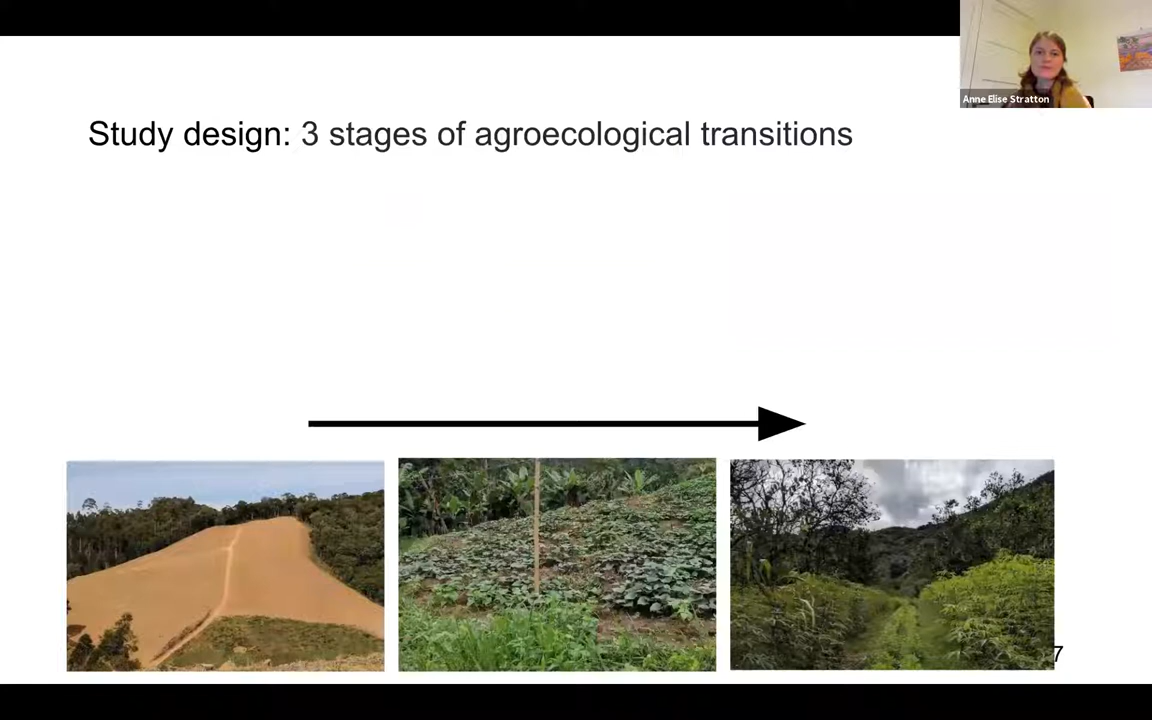 Anne Elise Stratton
Study design: 3 stages of agroecological transitions
7